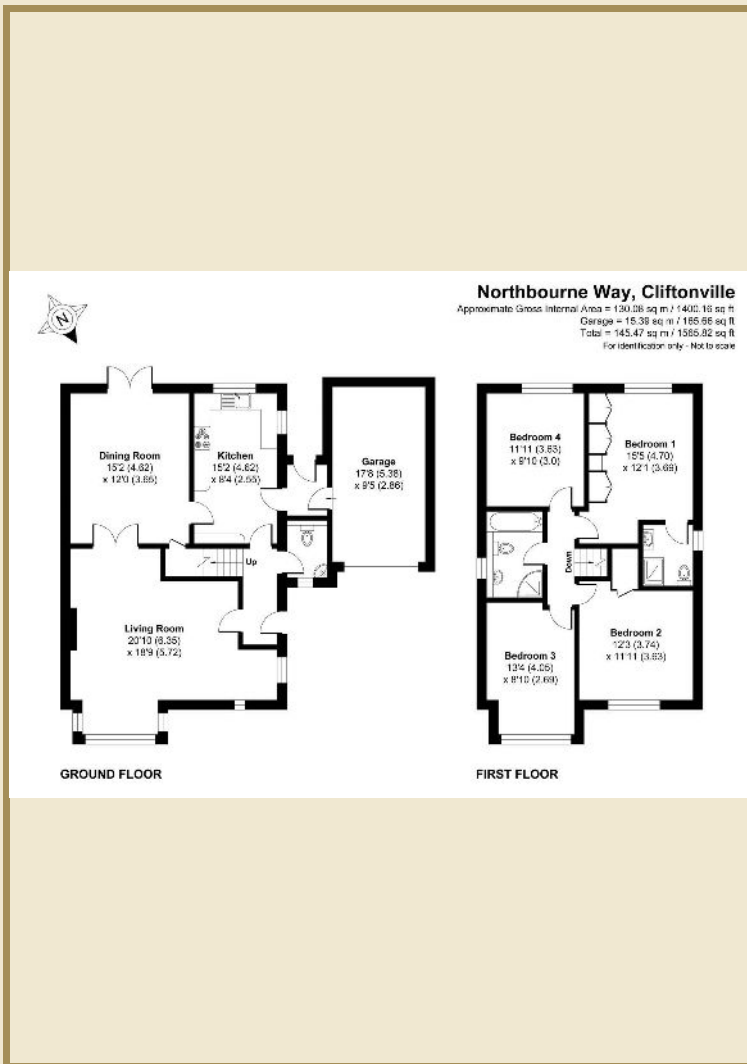 Northbourne Way, Cliftonville
Approximate Gross Internal Area = 130.08 sq m / 1400.16 sq ft
Garage = 15.39 sq m / 165.66 sq ft
Total = 145.47 sq m / 1565.82 sq ft
For identification only - Not to scale
N
Dining Room
15'2 (4.62)
x 12'0 (3.65)
Kitchen
15'2 (4.62)
x 8'4 (2.55)
Garage
17'8 (5.38)
x 9'5 (2.86)
Up
Living Room
20'10 (6.35)
x 18'9 (5.72)
GROUND FLOOR
Bedroom 4
11'11 (3.63)
x 9'10 (3.0)
Bedroom 1
15'5 (4.70)
x 12'1 (3.69)
Down
Bedroom 3
13'4 (4.05)
x 8'10 (2.69)
Bedroom 2
12'3 (3.74)
x 11'11 (3.63)
FIRST FLOOR